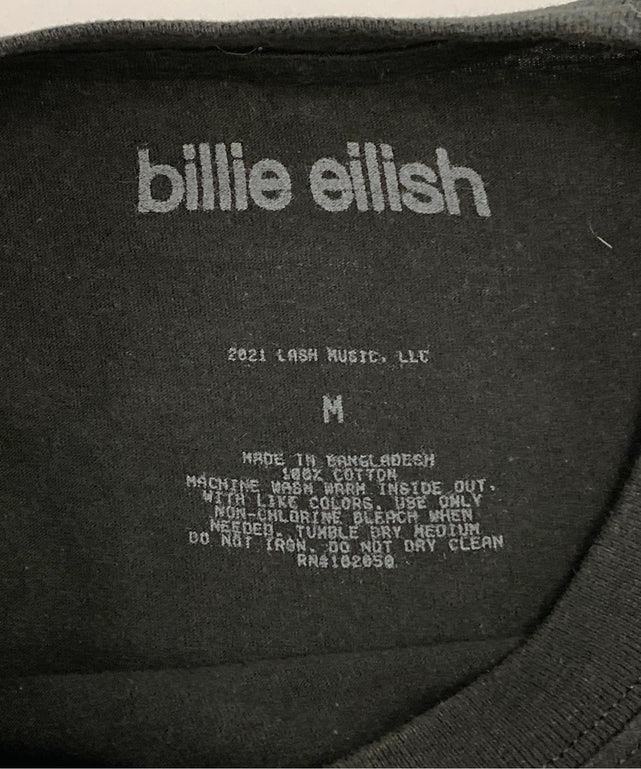 billie eilish
2021 LASH MUSIC, LLC
M
MADE IN BANGLADESH
100% COTTON
MACHINE WASH WARM INSIDE OUT,
WITH LIKE COLORS, USE ONLY
NON-CHLORINE BLEACH WHEN
NEEDED, TUMBLE DRY MEDIUM
DO NOT IRON, DO NOT DRY CLEAN
RN#102050